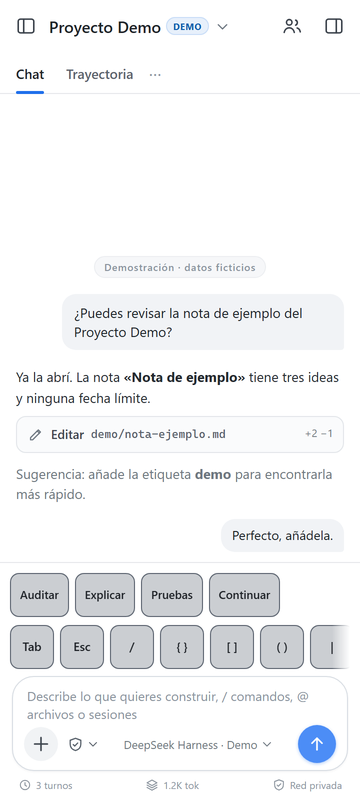 Proyecto Demo DEMO
Chat Trayectoria ···
Demostración · datos ficticios
¿Puedes revisar la nota de ejemplo del
Proyecto Demo?
Ya la abrí. La nota «Nota de ejemplo» tiene tres ideas
y ninguna fecha límite.
Editar demo/nota-ejemplo.md +2 −1
Sugerencia: añade la etiqueta demo para encontrarla
más rápido.
Perfecto, añádela.
Auditar Explicar Pruebas Continuar
Tab Esc / { } [ ] ( ) |
Describe lo que quieres construir, / comandos, @
archivos o sesiones
DeepSeek Harness · Demo
3 turnos 1.2K tok Red privada